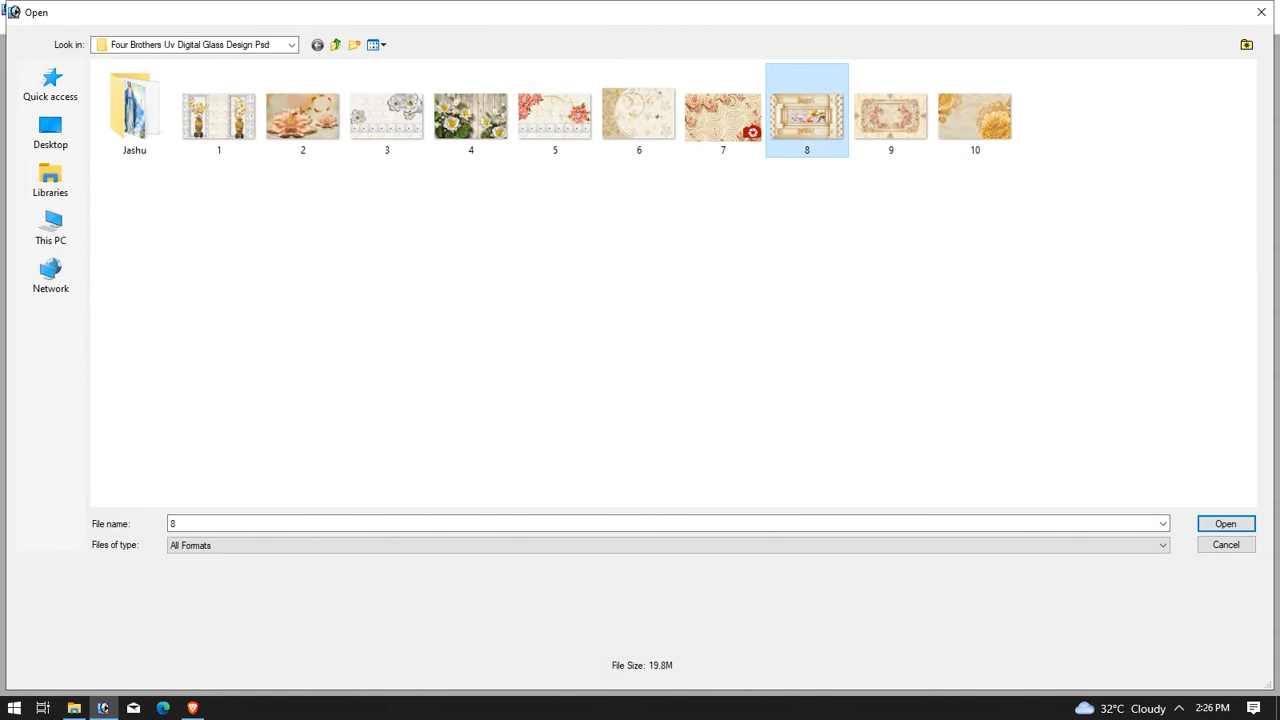 Open
Look in:
Four Brothers Uv Digital Glass Design Psd
Quick access
Desktop
Libraries
This PC
Network
Jashu
1
2
3
4
5
6
7
8
9
10
File name:
8
Open
Files of type:
All Formats
Cancel
File Size: 19.8M
32°C Cloudy
2:26 PM